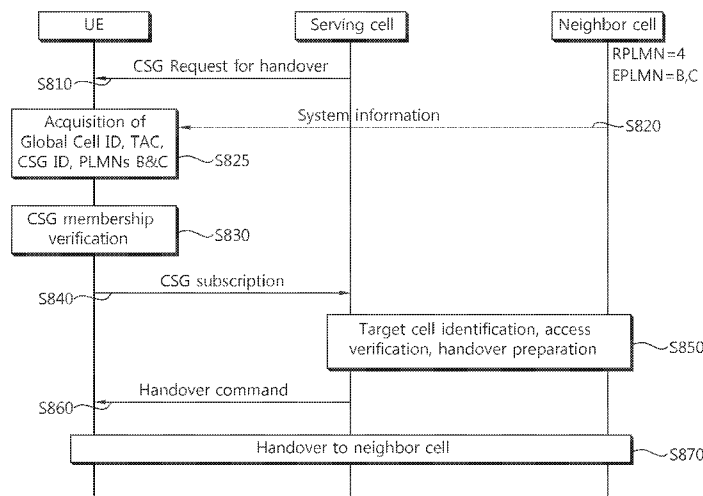 UE
Serving cell
Neighbor cell
RPLMN=4
EPLMN=B,C
CSG Request for handover
S810
System information
S820
Acquisition of
Global Cell ID, TAC,
CSG ID, PLMNs B&C
S825
CSG membership
verification
S830
CSG subscription
S840
Target cell identification, access
verification, handover preparation
S850
Handover command
S860
Handover to neighbor cell
S870